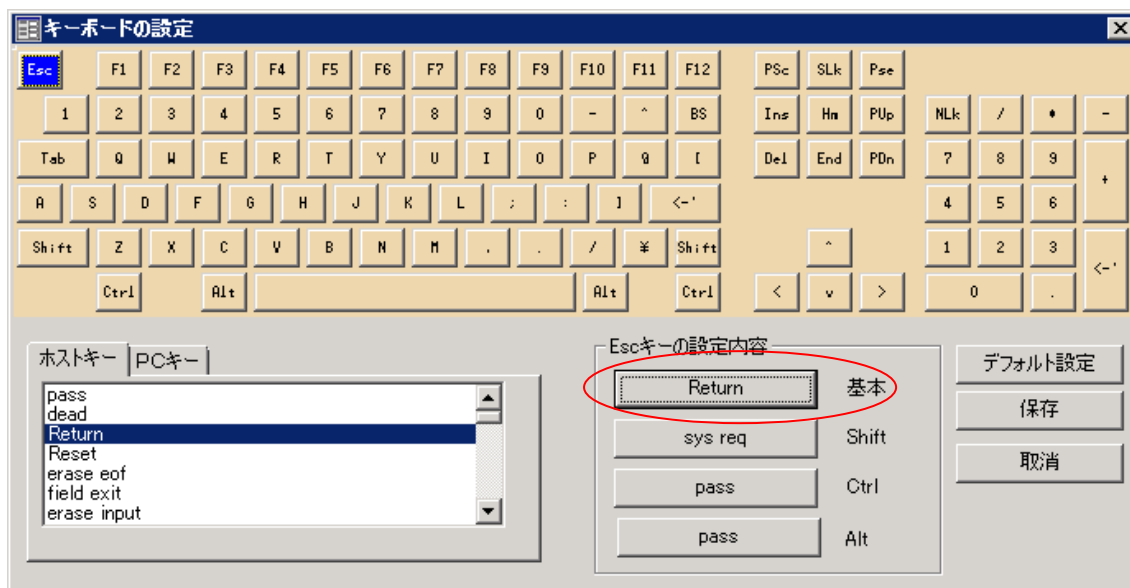 キーボードの設定
Esc F1 F2 F3 F4 F5 F6 F7 F8 F9 F10 F11 F12 PSc SLk Pse
1 2 3 4 5 6 7 8 9 0 - ^ BS Ins Hm PUp NLk / * -
Tab Q W E R T Y U I O P @ [ Del End PDn 7 8 9 +
A S D F G H J K L ; : ] <-' 4 5 6
Shift Z X C V B N M , . / ¥ Shift ^ 1 2 3 <-'
Ctrl Alt Alt Ctrl < v > 0 .
ホストキー PCキー
pass
dead
Return
Reset
erase eof
field exit
erase input
Escキーの設定内容
Return 基本
sys req Shift
pass Ctrl
pass Alt
デフォルト設定
保存
取消